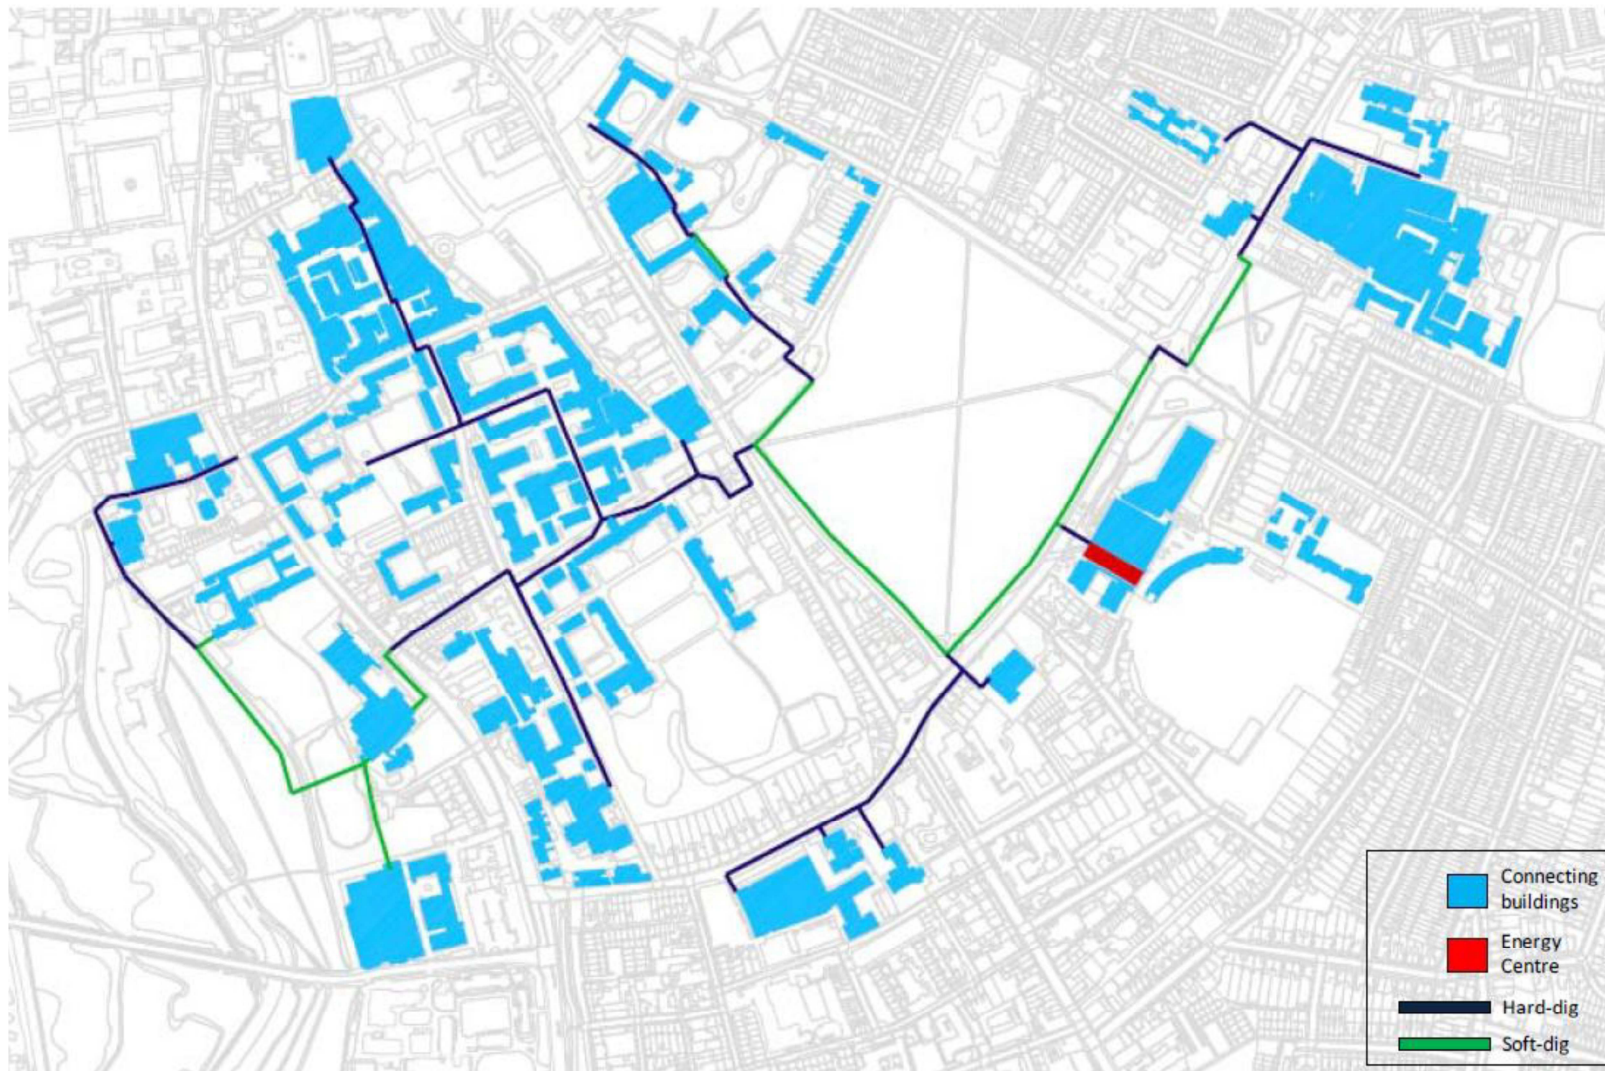 Connecting
buildings
Energy
Centre
Hard-dig
Soft-dig